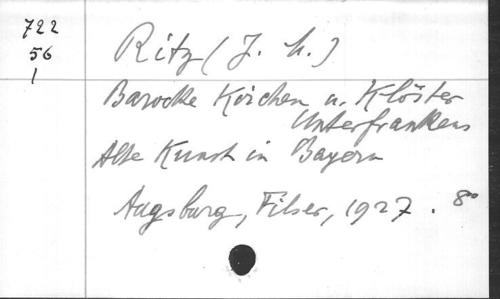 722
56
1
Ritz (J. M.)
Barocke Kirchen u. Klöster
Unterfrankens
Alte Kunst in Bayern
Augsburg, Filser, 1927. 8°